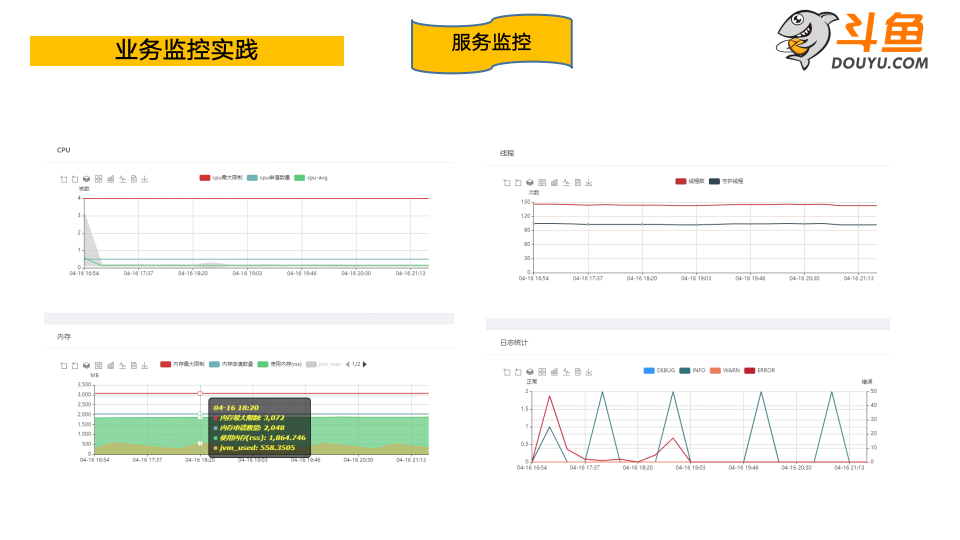 业务监控实践
服务监控
斗鱼
DOUYU.COM
CPU
cpu最大限制 cpu申请数量 cpu-avg
核数
4
3
2
1
0
04-16 16:54 04-16 17:37 04-16 18:20 04-16 19:03 04-16 19:46 04-16 20:30 04-16 21:13
线程
线程数 守护线程
次数
150
120
90
60
30
0
04-16 16:54 04-16 17:37 04-16 18:20 04-16 19:03 04-16 19:46 04-16 20:30 04-16 21:13
内存
内存最大限制 内存申请数量 使用内存(rss) jvm_max 1/2
MB
3,500
3,000
2,500
2,000
1,500
1,000
500
0
04-16 18:20
内存最大限制: 3,072
内存申请数量: 2,048
使用内存(rss): 1,864.746
jvm_used: 558.3505
04-16 16:54 04-16 17:37 04-16 18:20 04-16 19:03 04-16 19:46 04-16 20:30 04-16 21:13
日志统计
DEBUG INFO WARN ERROR
正常 错误
2 50
40
1.5
30
1
20
0.5
10
0 0
04-16 16:54 04-16 17:37 04-16 18:20 04-16 19:03 04-16 19:46 04-16 20:30 04-16 21:13